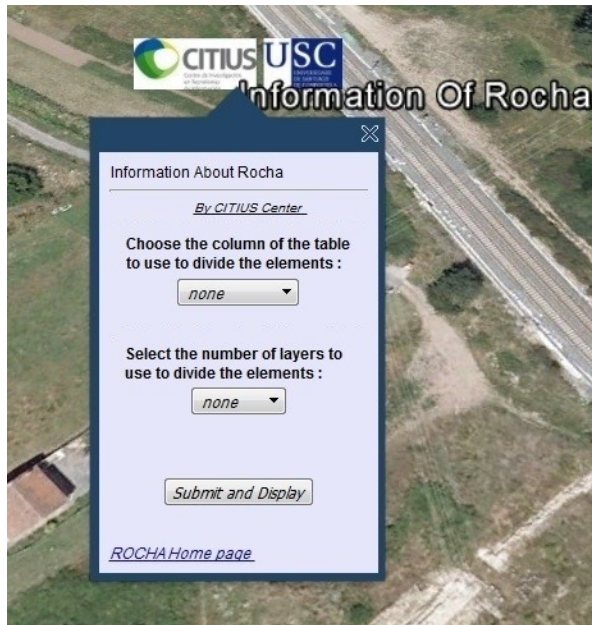 CITIUS
USC
Information Of Rocha
Information About Rocha
By CITIUS Center
Choose the column of the table
to use to divide the elements :
none
Select the number of layers to
use to divide the elements :
none
Submit and Display
ROCHA Home page